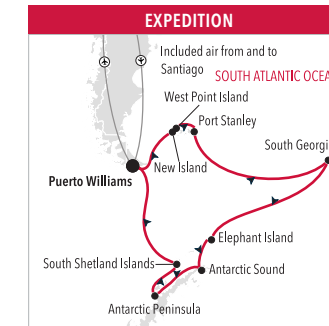 EXPEDITION
Included air from and to
Santiago
SOUTH ATLANTIC OCEA
West Point Island
Port Stanley
South Georgi
New Island
Puerto Williams
Elephant Island
South Shetland Islands
Antarctic Sound
Antarctic Peninsula